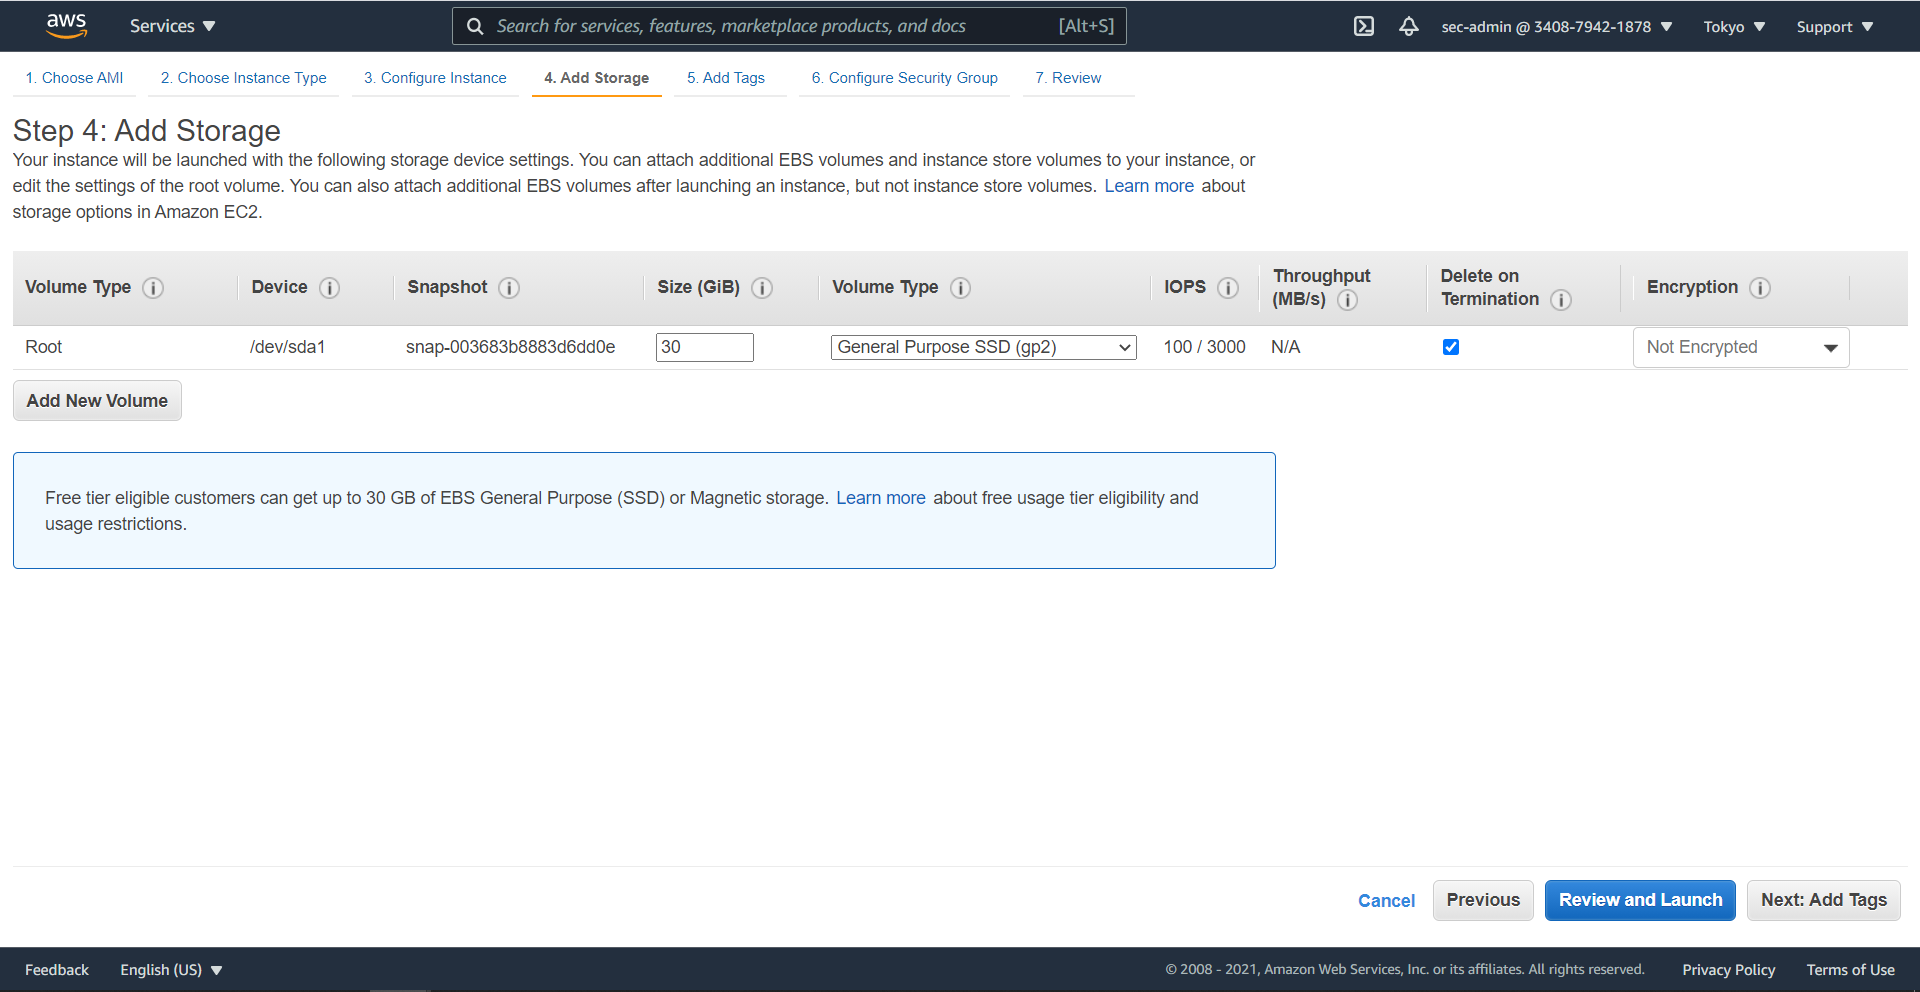 aws
Services
Search for services, features, marketplace products, and docs [Alt+S]
sec-admin @ 3408-7942-1878
Tokyo
Support
1. Choose AMI 2. Choose Instance Type 3. Configure Instance 4. Add Storage 5. Add Tags 6. Configure Security Group 7. Review
Step 4: Add Storage
Your instance will be launched with the following storage device settings. You can attach additional EBS volumes and instance store volumes to your instance, or
edit the settings of the root volume. You can also attach additional EBS volumes after launching an instance, but not instance store volumes. Learn more about
storage options in Amazon EC2.
Volume Type Device Snapshot Size (GiB) Volume Type IOPS Throughput (MB/s) Delete on Termination Encryption
Root /dev/sda1 snap-003683b8883d6dd0e 30 General Purpose SSD (gp2) 100 / 3000 N/A Not Encrypted
Add New Volume
Free tier eligible customers can get up to 30 GB of EBS General Purpose (SSD) or Magnetic storage. Learn more about free usage tier eligibility and
usage restrictions.
Cancel Previous Review and Launch Next: Add Tags
Feedback English (US) © 2008 - 2021, Amazon Web Services, Inc. or its affiliates. All rights reserved. Privacy Policy Terms of Use